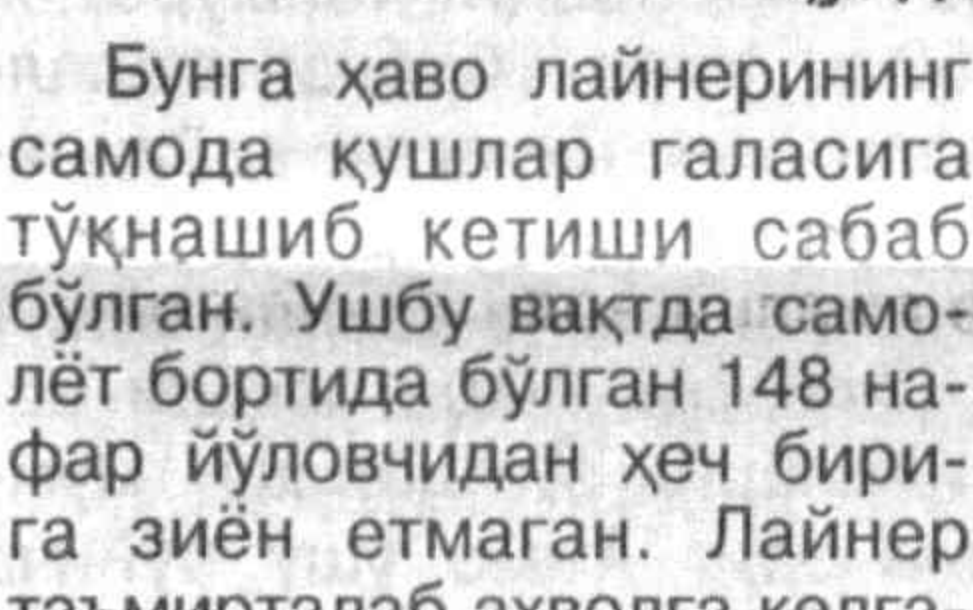 Бунга ҳаво лайнерининг
самода қушлар галасига
тўқнашиб кетиши сабаб
бўлган. Ушбу вақтда само-
лёт бортида бўлган 148 на-
фар йўловчидан ҳеч бири-
га зиён етмаган. Лайнер